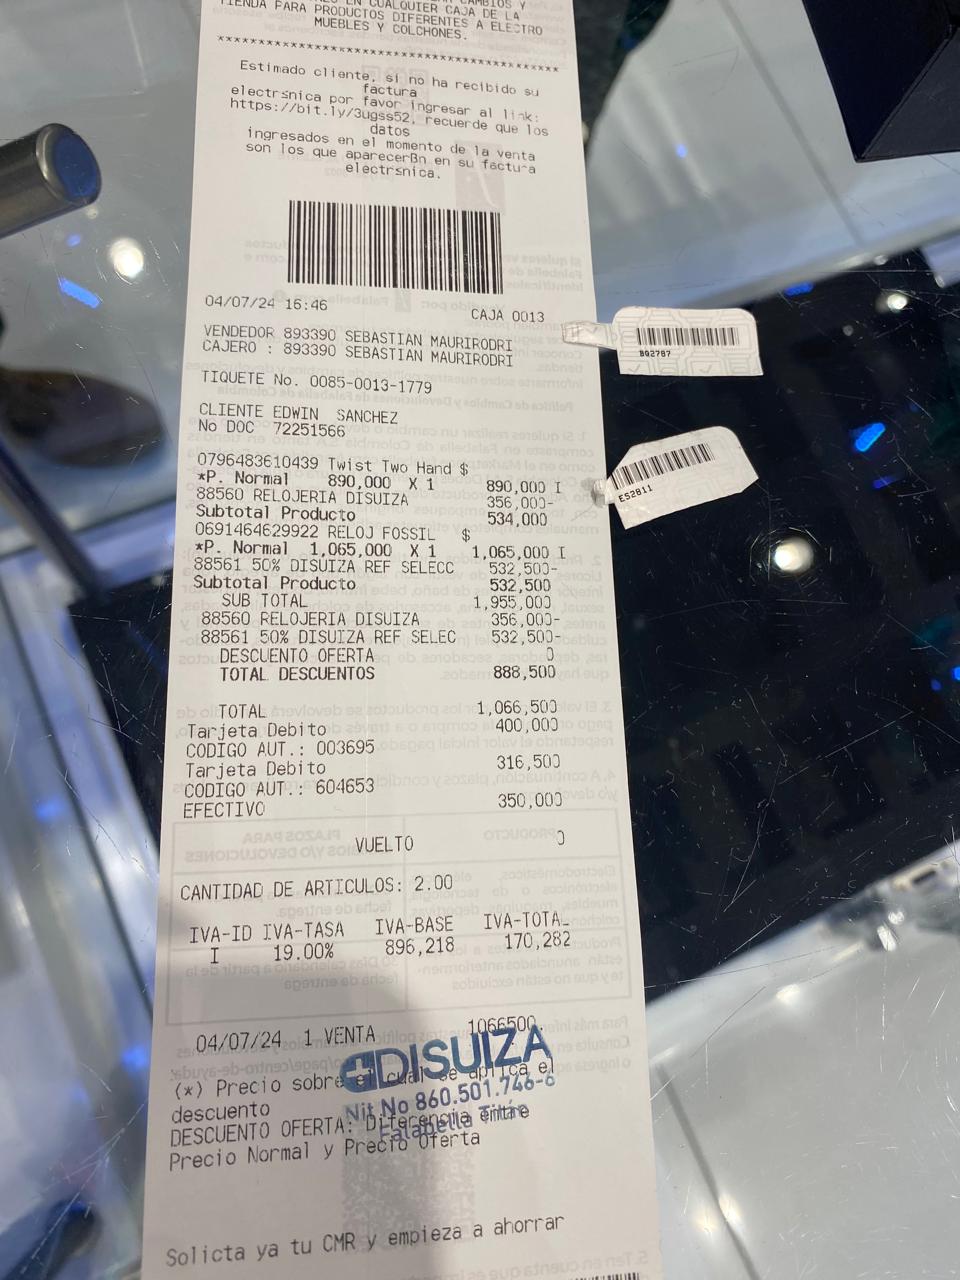 TIENDA PARA PRODUCTOS DIFERENTES A ELECTRO
MUEBLES Y COLCHONES.
**********************************************
Estimado cliente, si no ha recibido su
factura
electrsnica por favor ingresar al link:
https://bit.ly/3ugss52, recuerde que los
datos
ingresados en el momento de la venta
son los que aparecerßn en su factura
electrsnica.
04/07/24 16:46 CAJA 0013
VENDEDOR 893390 SEBASTIAN MAURIRODRI
CAJERO : 893390 SEBASTIAN MAURIRODRI
TIQUETE No. 0085-0013-1779
CLIENTE EDWIN SANCHEZ
No DOC 72251566
0796483610439 Twist Two Hand $
*P. Normal 890,000 X 1 890,000 I
88560 RELOJERIA DISUIZA 356,000-
Subtotal Producto 534,000
0691464629922 RELOJ FOSSIL $
*P. Normal 1,065,000 X 1 1,065,000 I
88561 50% DISUIZA REF SELECC 532,500-
Subtotal Producto 532,500
SUB TOTAL 1,955,000
88560 RELOJERIA DISUIZA 356,000-
88561 50% DISUIZA REF SELEC 532,500-
DESCUENTO OFERTA 0
TOTAL DESCUENTOS 888,500
TOTAL 1,066,500
Tarjeta Debito 400,000
CODIGO AUT.: 003695
Tarjeta Debito 316,500
CODIGO AUT.: 604653
EFECTIVO 350,000
VUELTO 0
CANTIDAD DE ARTICULOS: 2.00
IVA-ID IVA-TASA IVA-BASE IVA-TOTAL
I 19.00% 896,218 170,282
04/07/24 1 VENTA 1066500.
DISUIZA
Nit No 860.501.746-6
Falabella Titán
(*) Precio sobre el cual se aplica el
descuento
DESCUENTO OFERTA: Diferencia entre
Precio Normal y Precio Oferta
Solicta ya tu CMR y empieza a ahorrar
BQ2787
ES2811